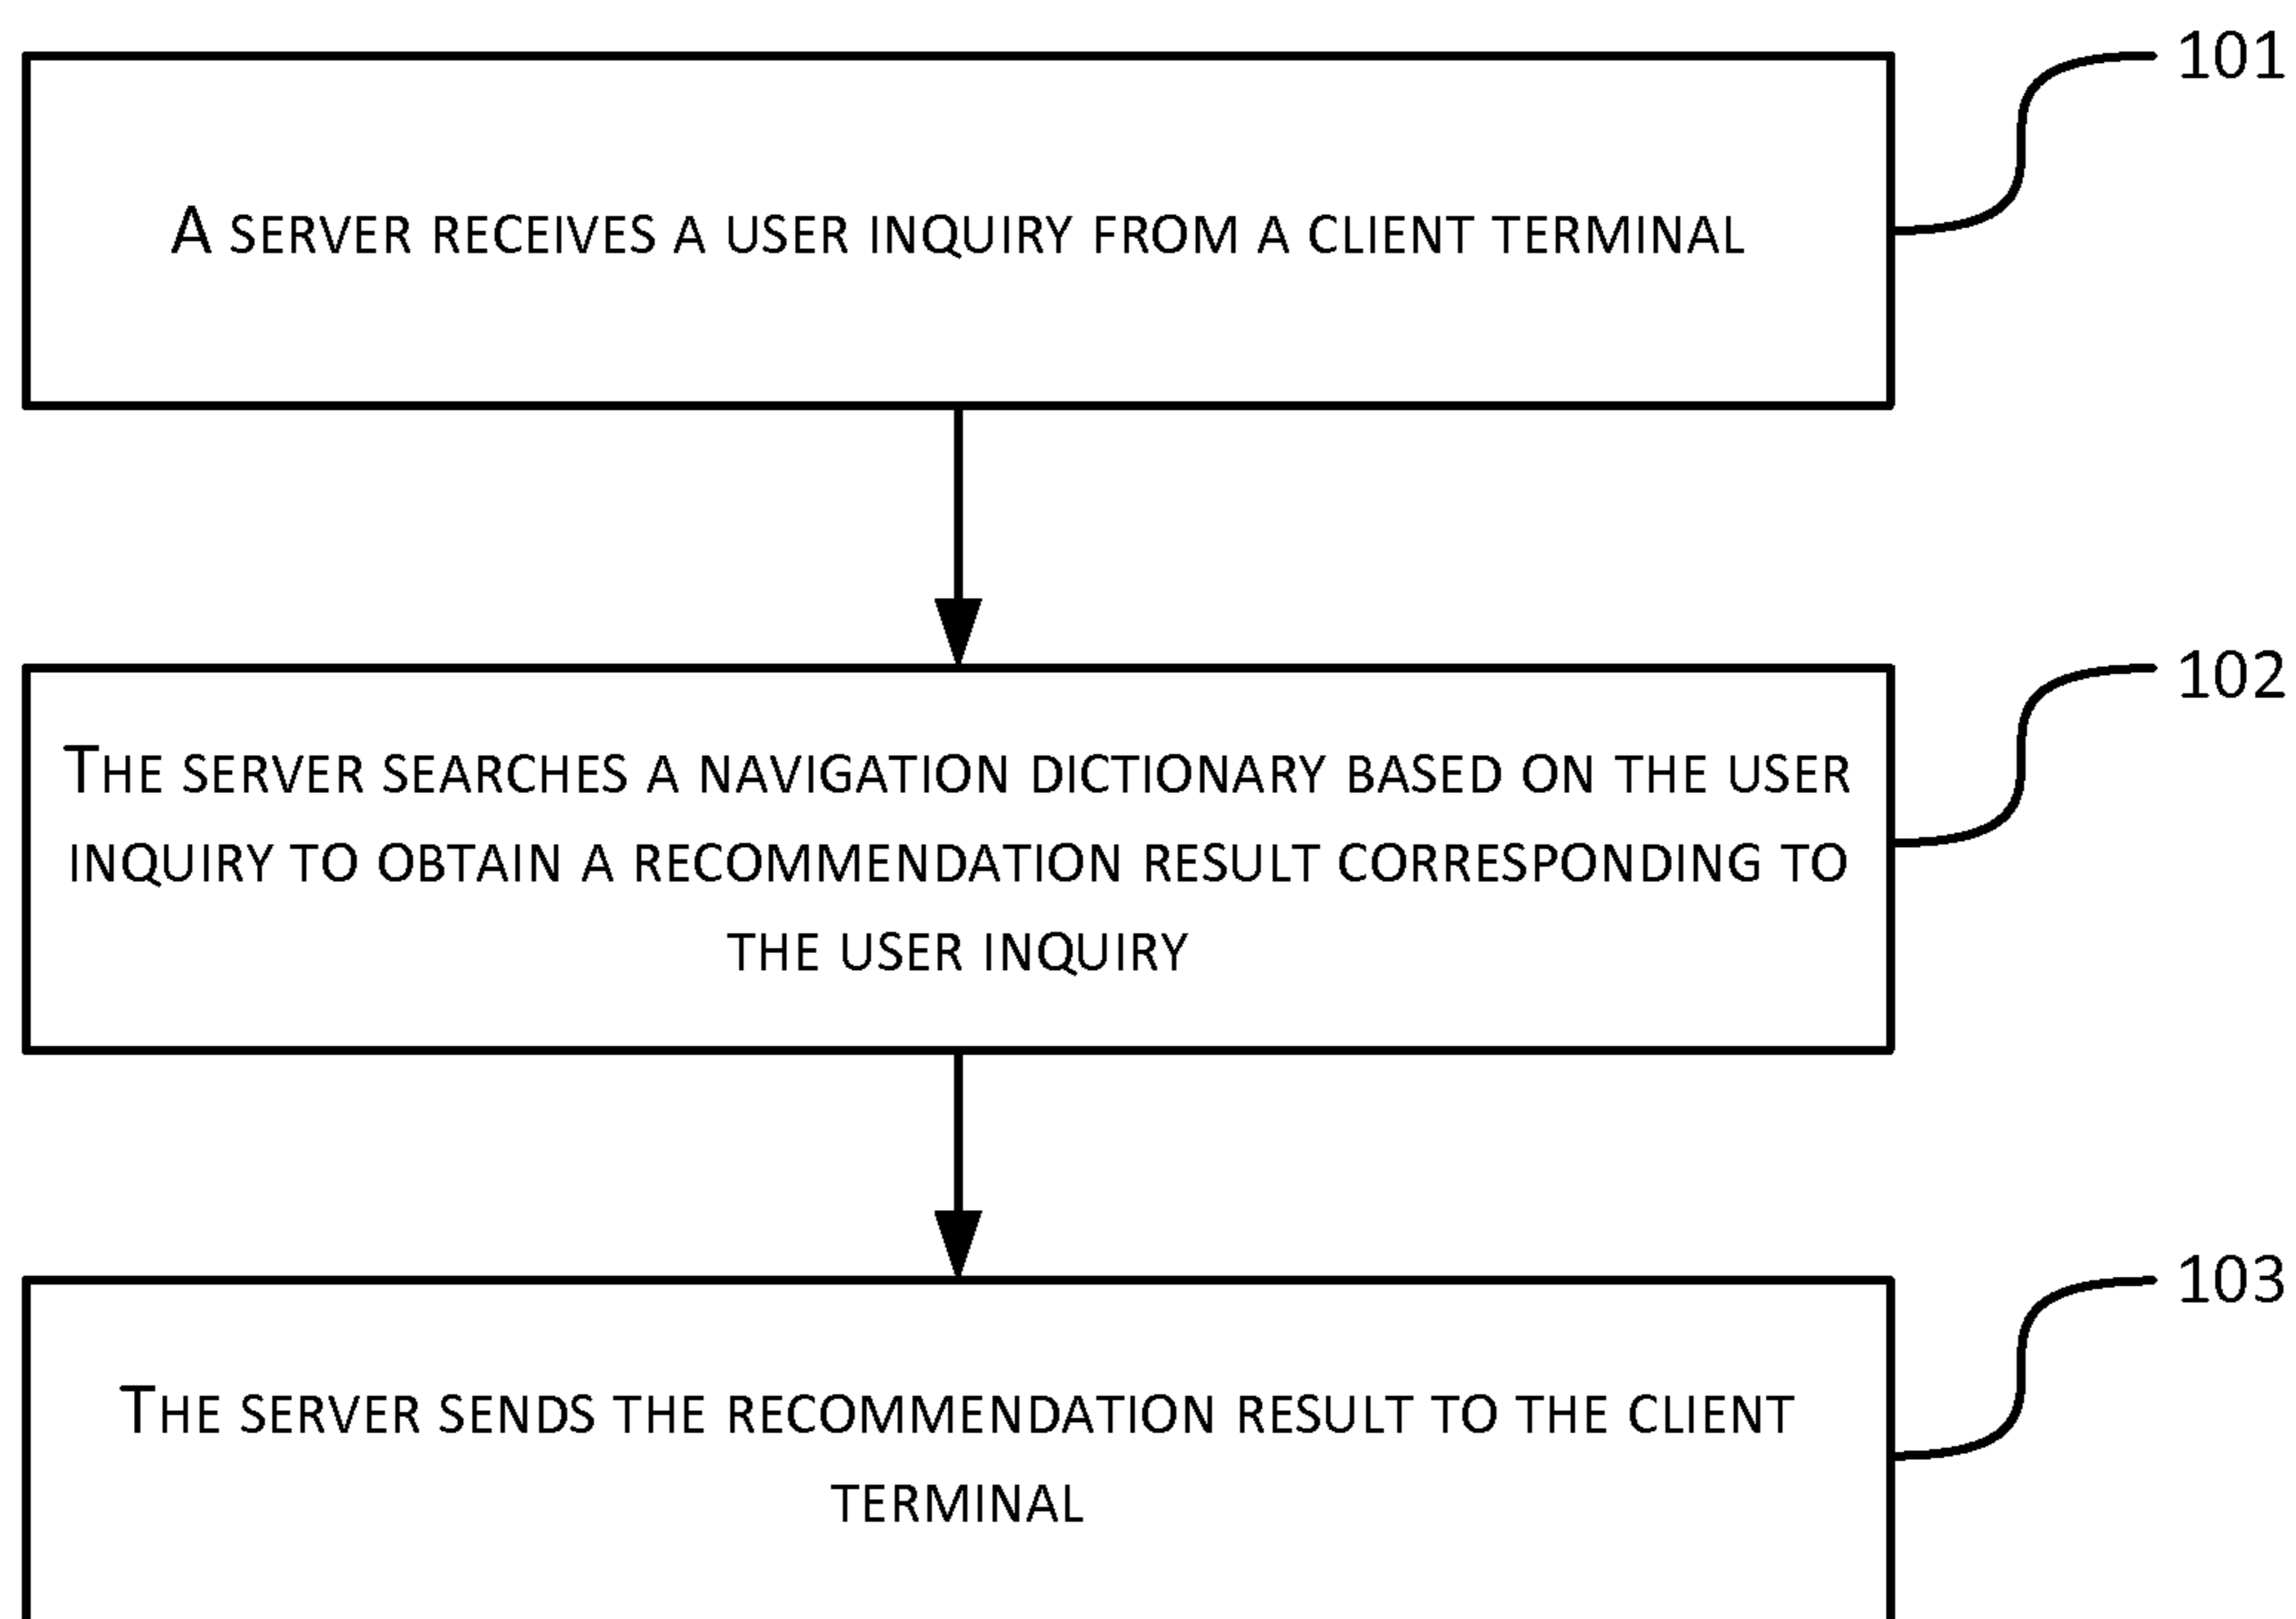 101
A SERVER RECEIVES A USER INQUIRY FROM A CLIENT TERMINAL
102
THE SERVER SEARCHES A NAVIGATION DICTIONARY BASED ON THE USER
INQUIRY TO OBTAIN A RECOMMENDATION RESULT CORRESPONDING TO
THE USER INQUIRY
103
THE SERVER SENDS THE RECOMMENDATION RESULT TO THE CLIENT
TERMINAL